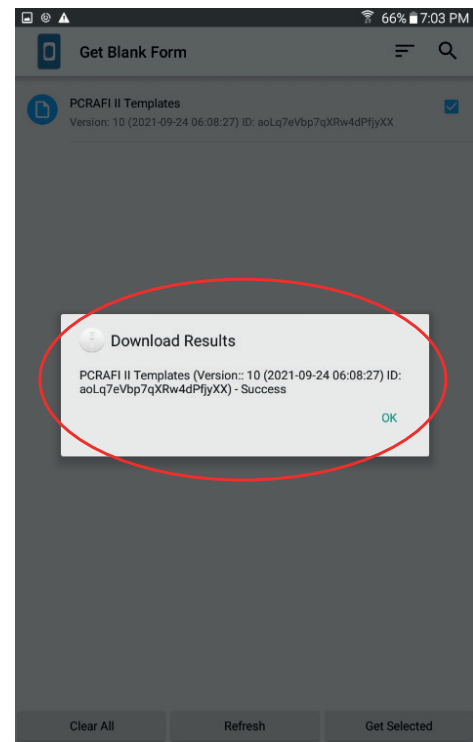 66% 7:03 PM
Get Blank Form
PCRAFI II Templates
Version: 10 (2021-09-24 06:08:27) ID: aoLq7eVbp7qXRw4dPfjyXX
Download Results
PCRAFI II Templates (Version:: 10 (2021-09-24 06:08:27) ID:
aoLq7eVbp7qXRw4dPfjyXX) - Success
OK
Clear All Refresh Get Selected